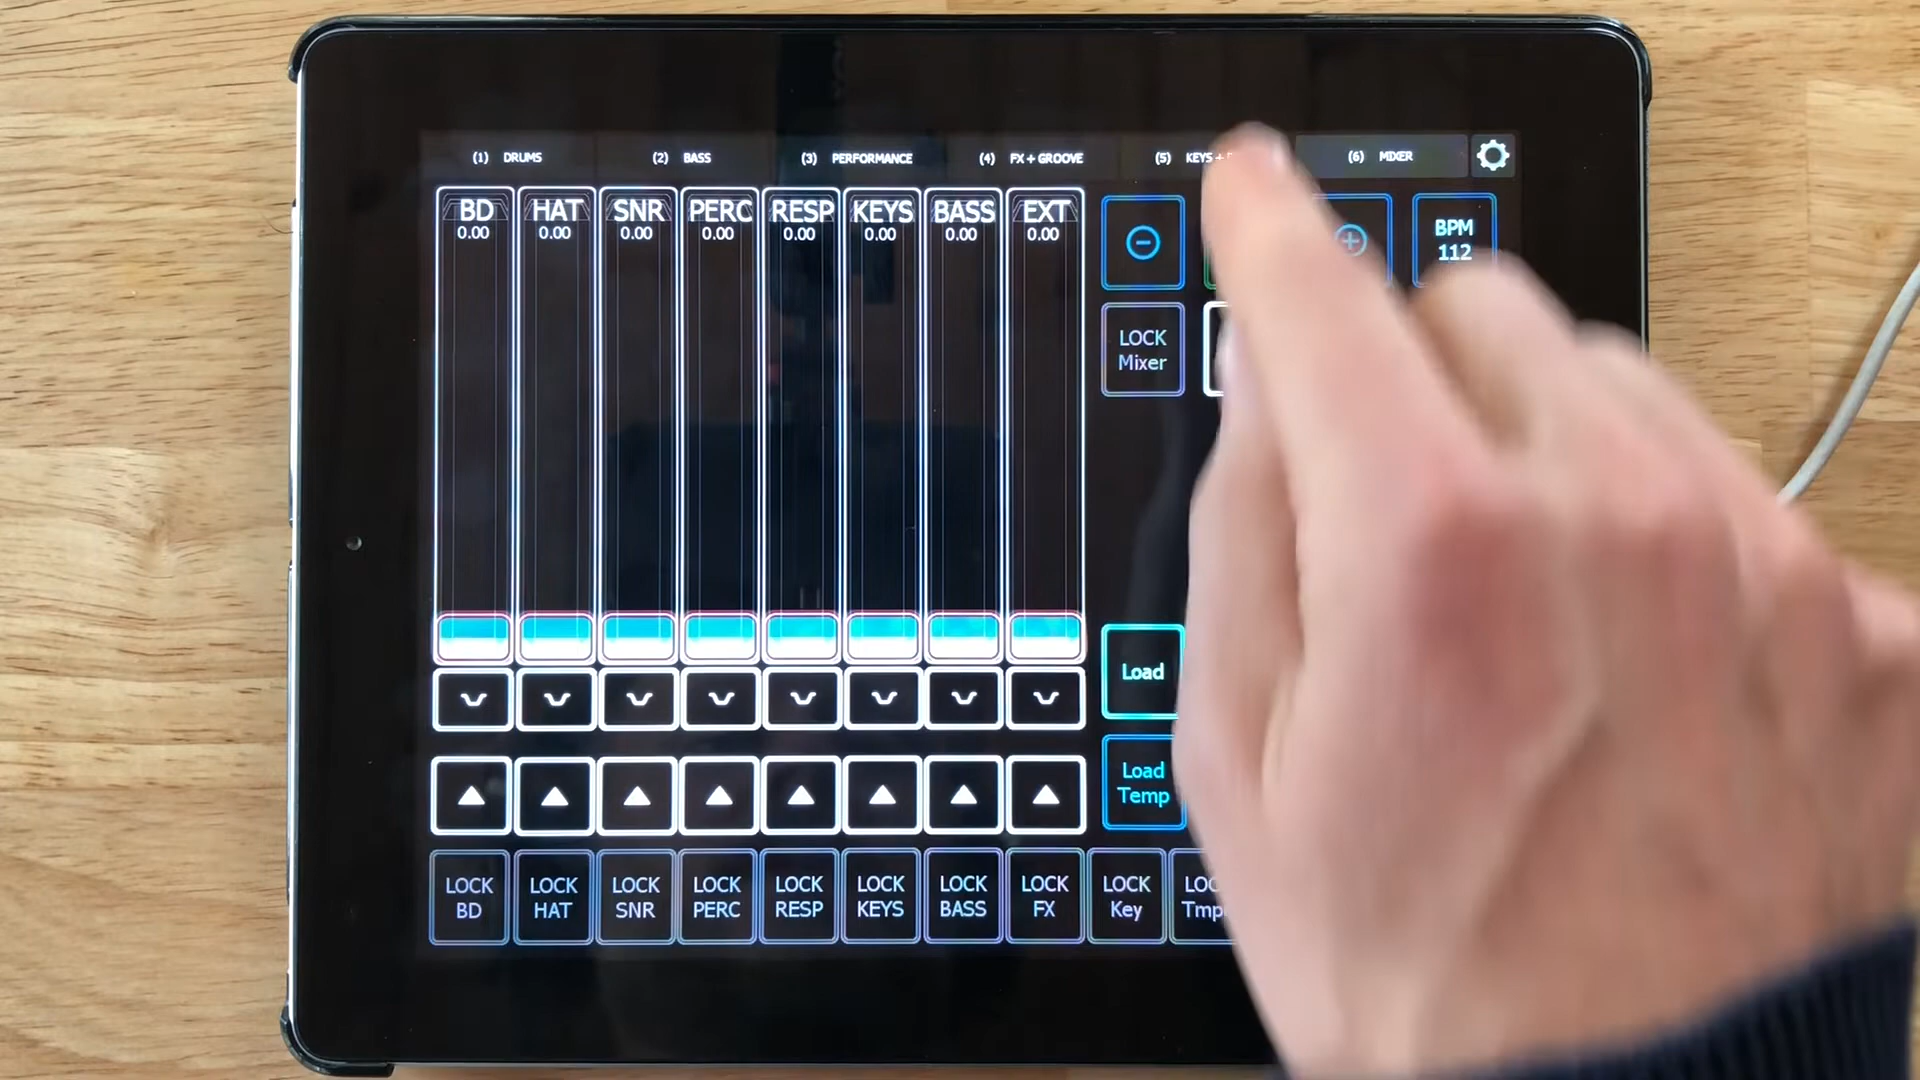 (1) DRUMS (2) BASS (3) PERFORMANCE (4) FX + GROOVE (5) KEYS + (6) MIXER
BD HAT SNR PERC RESP KEYS BASS EXT
0.00 0.00 0.00 0.00 0.00 0.00 0.00 0.00
BPM
112
LOCK
Mixer
Load
Load
Temp
LOCK
BD
LOCK
HAT
LOCK
SNR
LOCK
PERC
LOCK
RESP
LOCK
KEYS
LOCK
BASS
LOCK
FX
LOCK
Key